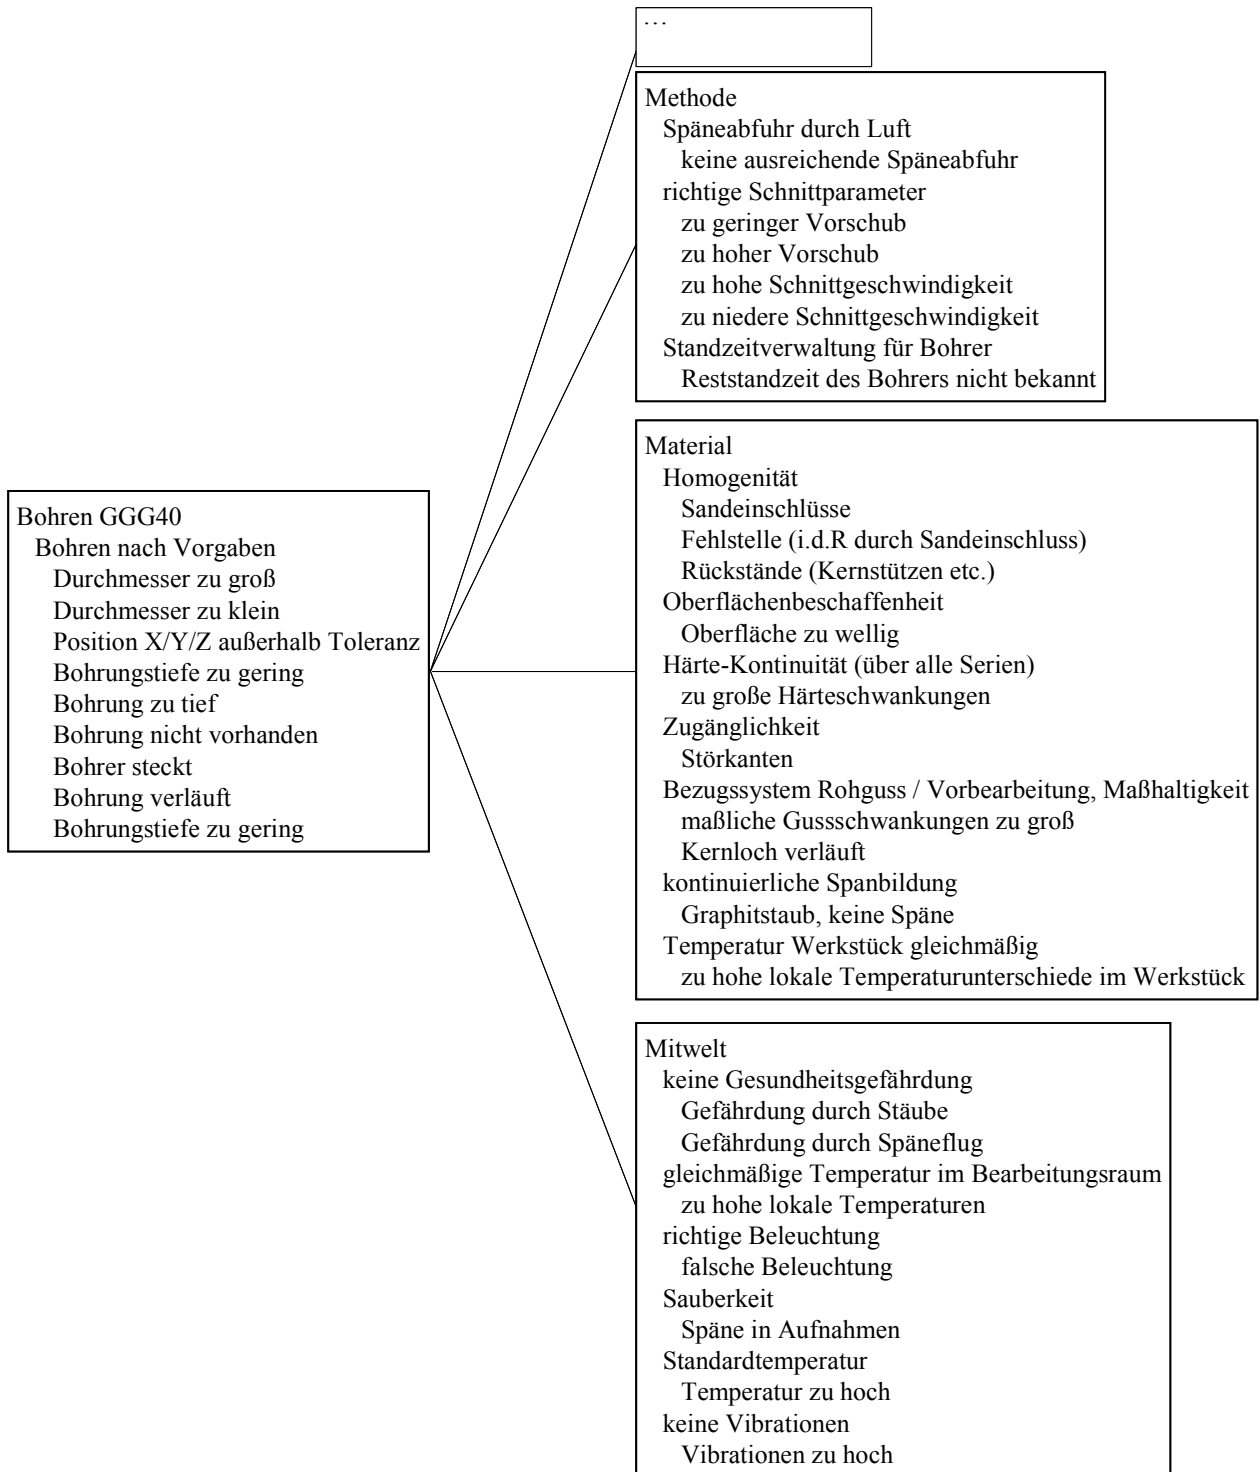 …
Methode
Späneabfuhr durch Luft
keine ausreichende Späneabfuhr
richtige Schnittparameter
zu geringer Vorschub
zu hoher Vorschub
zu hohe Schnittgeschwindigkeit
zu niedere Schnittgeschwindigkeit
Standzeitverwaltung für Bohrer
Reststandzeit des Bohrers nicht bekannt
Bohren GGG40
Bohren nach Vorgaben
Durchmesser zu groß
Durchmesser zu klein
Position X/Y/Z außerhalb Toleranz
Bohrungstiefe zu gering
Bohrung zu tief
Bohrung nicht vorhanden
Bohrer steckt
Bohrung verläuft
Bohrungstiefe zu gering
Material
Homogenität
Sandeinschlüsse
Fehlstelle (i.d.R durch Sandeinschluss)
Rückstände (Kernstützen etc.)
Oberflächenbeschaffenheit
Oberfläche zu wellig
Härte-Kontinuität (über alle Serien)
zu große Härteschwankungen
Zugänglichkeit
Störkanten
Bezugssystem Rohguss / Vorbearbeitung, Maßhaltigkeit
maßliche Gussschwankungen zu groß
Kernloch verläuft
kontinuierliche Spanbildung
Graphitstaub, keine Späne
Temperatur Werkstück gleichmäßig
zu hohe lokale Temperaturunterschiede im Werkstück
Mitwelt
keine Gesundheitsgefährdung
Gefährdung durch Stäube
Gefährdung durch Späneflug
gleichmäßige Temperatur im Bearbeitungsraum
zu hohe lokale Temperaturen
richtige Beleuchtung
falsche Beleuchtung
Sauberkeit
Späne in Aufnahmen
Standardtemperatur
Temperatur zu hoch
keine Vibrationen
Vibrationen zu hoch